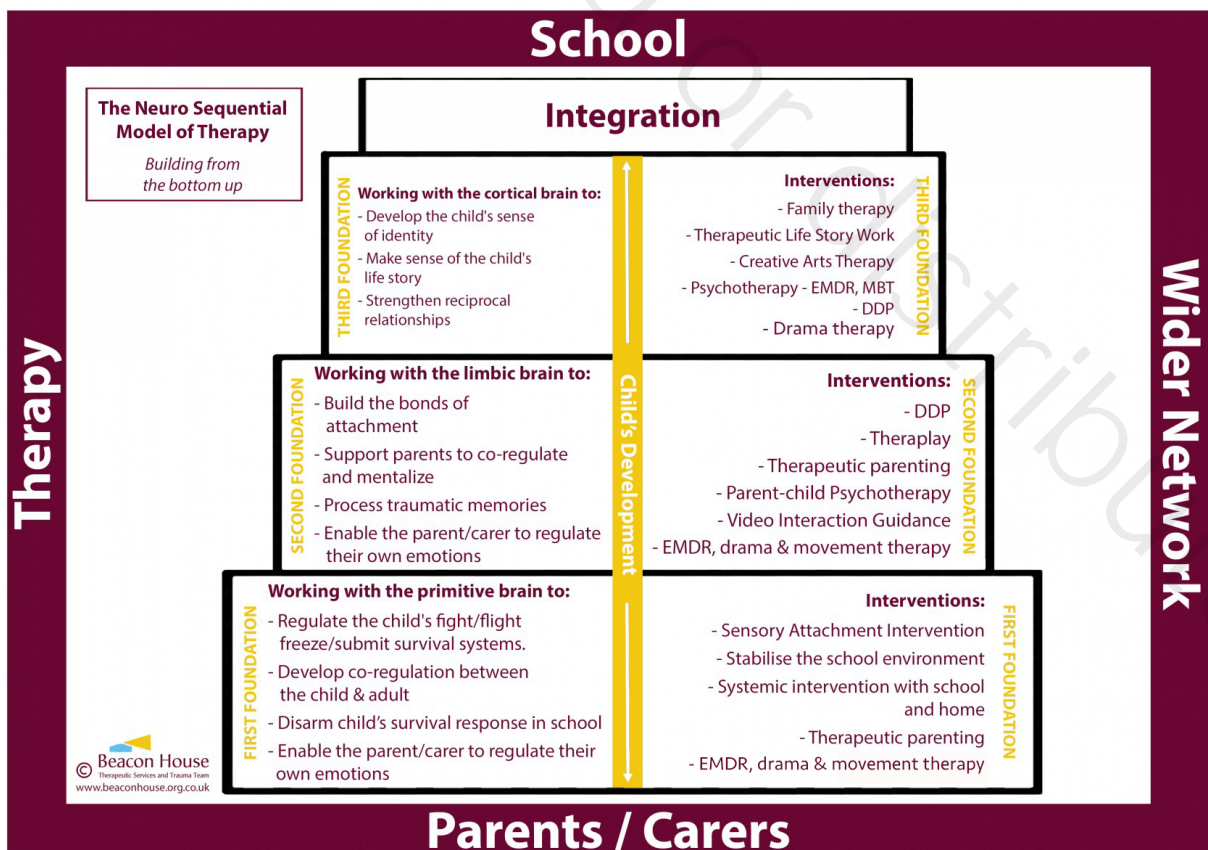 School
The Neuro Sequential
Model of Therapy
Building from
the bottom up
Integration
THIRD FOUNDATION
Working with the cortical brain to:
- Develop the child's sense
of identity
- Make sense of the child's
life story
- Strengthen reciprocal
relationships
Interventions:
- Family therapy
- Therapeutic Life Story Work
- Creative Arts Therapy
- Psychotherapy - EMDR, MBT
- DDP
- Drama therapy
THIRD FOUNDATION
Child's Development
SECOND FOUNDATION
Working with the limbic brain to:
- Build the bonds of
attachment
- Support parents to co-regulate
and mentalize
- Process traumatic memories
- Enable the parent/carer to regulate
their own emotions
Interventions:
- DDP
- Theraplay
- Therapeutic parenting
- Parent-child Psychotherapy
- Video Interaction Guidance
- EMDR, drama & movement therapy
SECOND FOUNDATION
FIRST FOUNDATION
Working with the primitive brain to:
- Regulate the child's fight/flight
freeze/submit survival systems.
- Develop co-regulation between
the child & adult
- Disarm child's survival response in school
- Enable the parent/carer to regulate their
own emotions
Interventions:
- Sensory Attachment Intervention
- Stabilise the school environment
- Systemic intervention with school
and home
- Therapeutic parenting
- EMDR, drama & movement therapy
FIRST FOUNDATION
Therapy
Wider Network
© Beacon House
Therapeutic Services and Trauma Team
www.beaconhouse.org.uk
Parents / Carers
or distribu